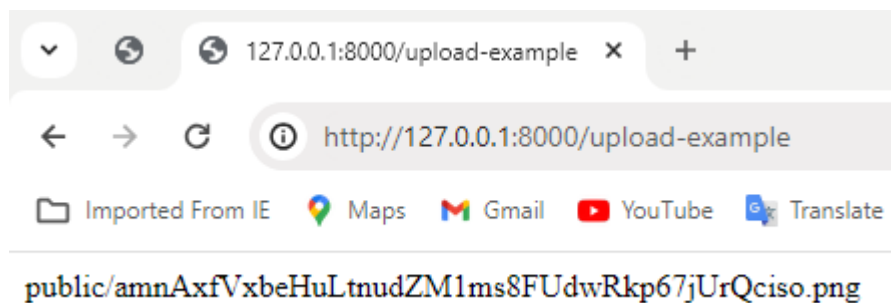 127.0.0.1:8000/upload-example
http://127.0.0.1:8000/upload-example
Imported From IE Maps Gmail YouTube Translate
public/amnAxfVxbeHuLtnudZM1ms8FUdwRkp67jUrQciso.png